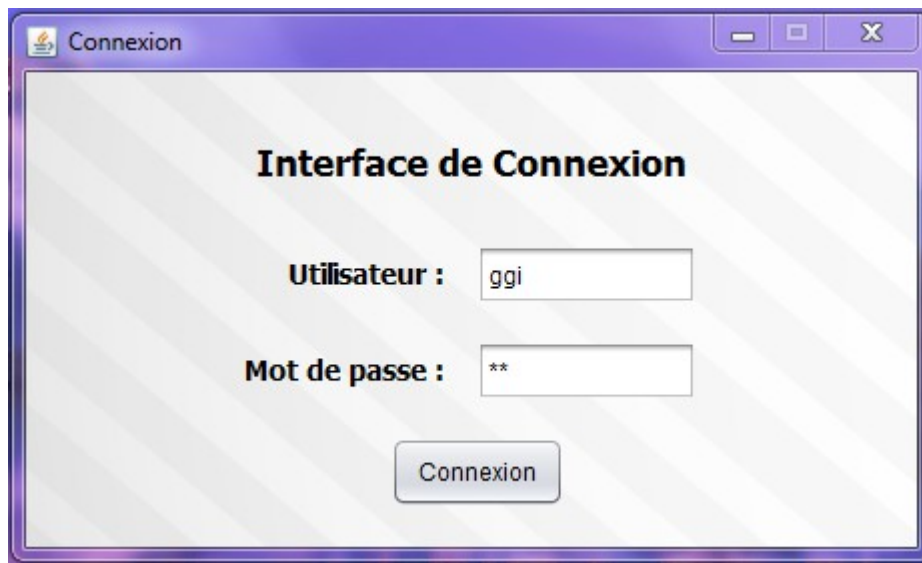 Connexion
Interface de Connexion
Utilisateur : ggi
Mot de passe : **
Connexion